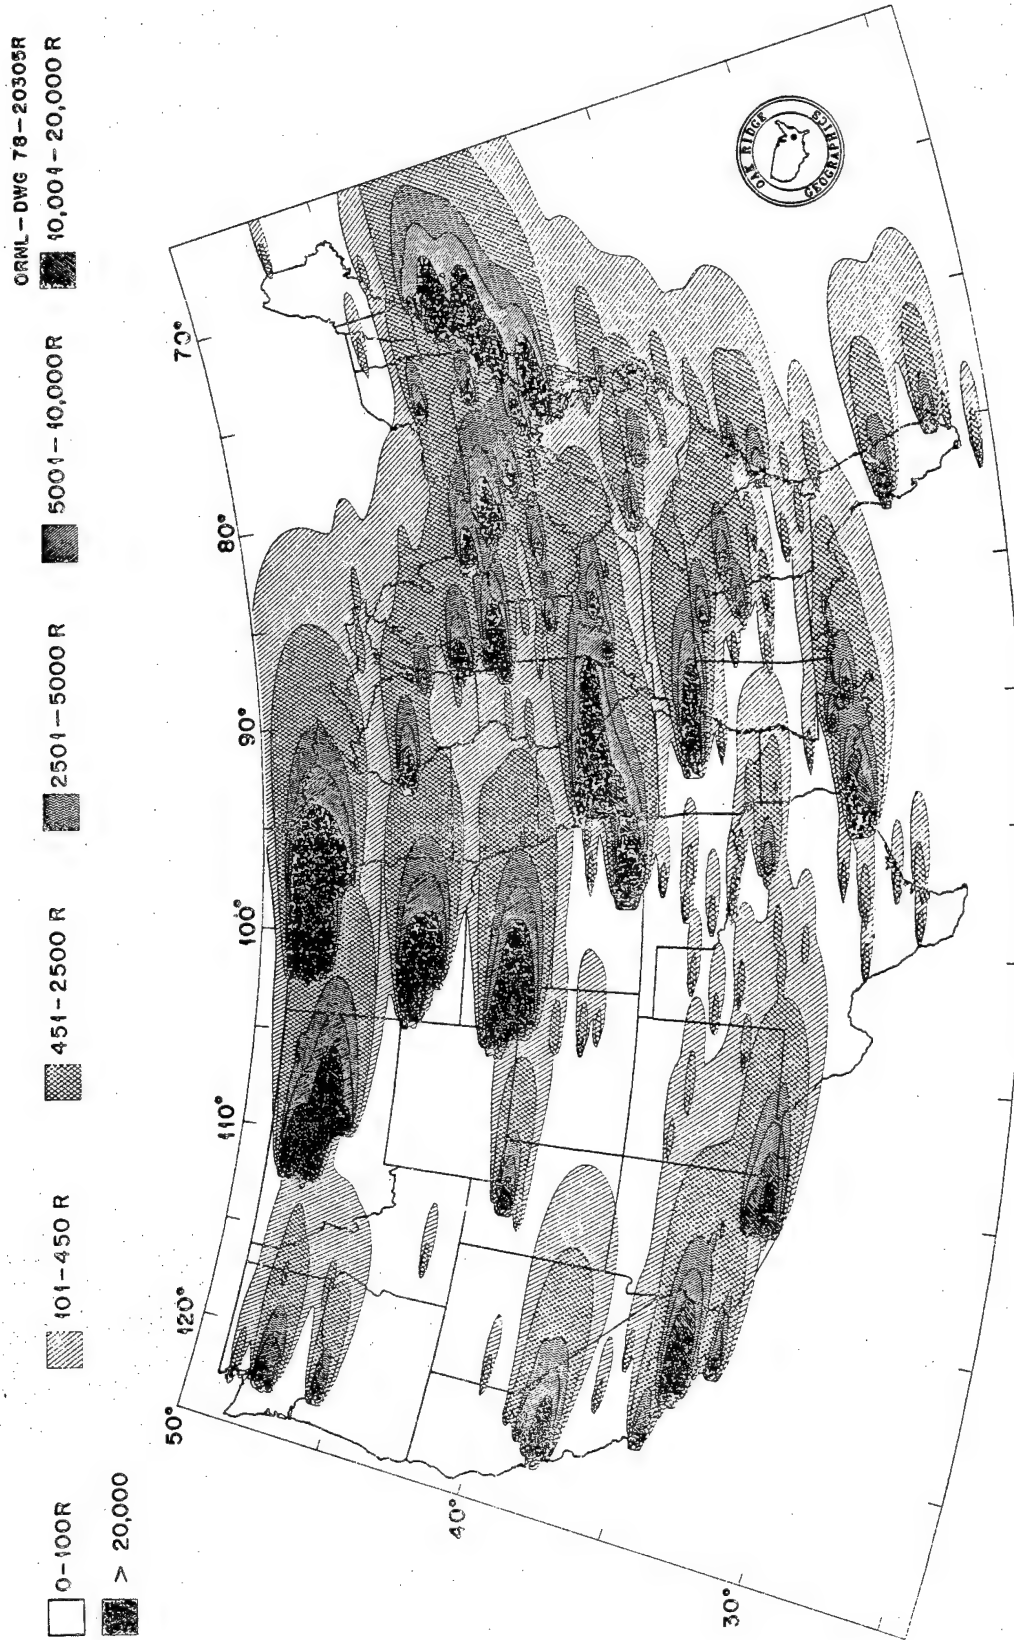 ORNL-DWG 78-20305R
0-100R
101-450 R
451-2500 R
2501-5000 R
5001-10,000R
10,001-20,000 R
> 20,000
50°
120°
110°
100°
90°
80°
70°
40°
30°
OAK RIDGE
GEOGRAPHICS